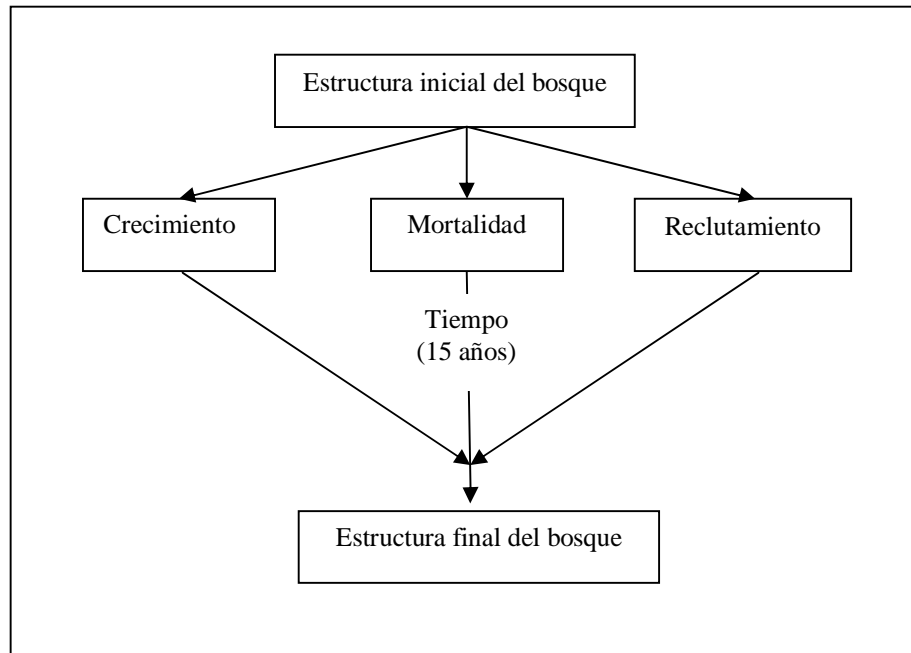 Estructura inicial del bosque
Crecimiento
Mortalidad
Reclutamiento
Tiempo
(15 años)
Estructura final del bosque